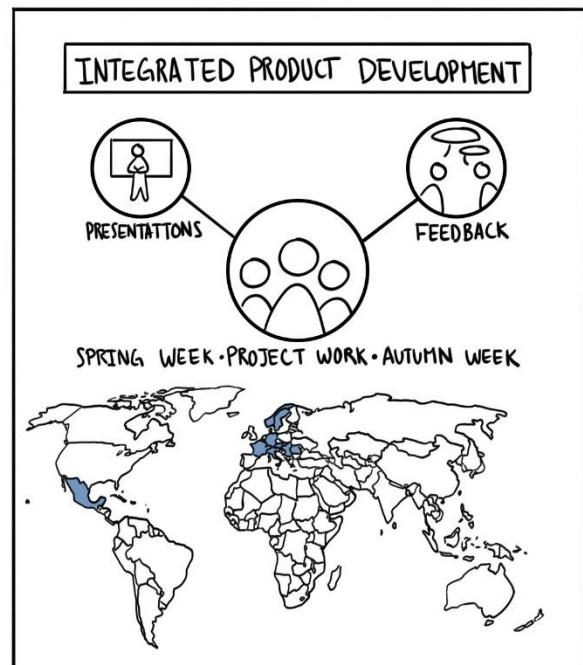 INTEGRATED PRODUCT DEVELOPMENT
PRESENTATTONS
FEEDBACK
SPRING WEEK · PROJECT WORK · AUTUMN WEEK